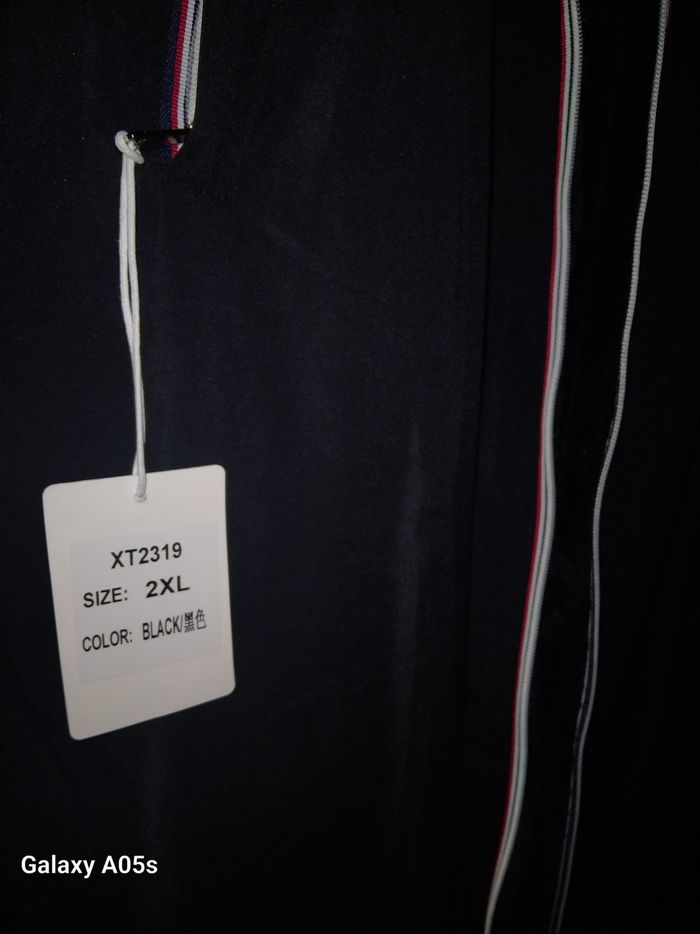 XT2319
SIZE: 2XL
COLOR: BLACK/黑色
Galaxy A05s